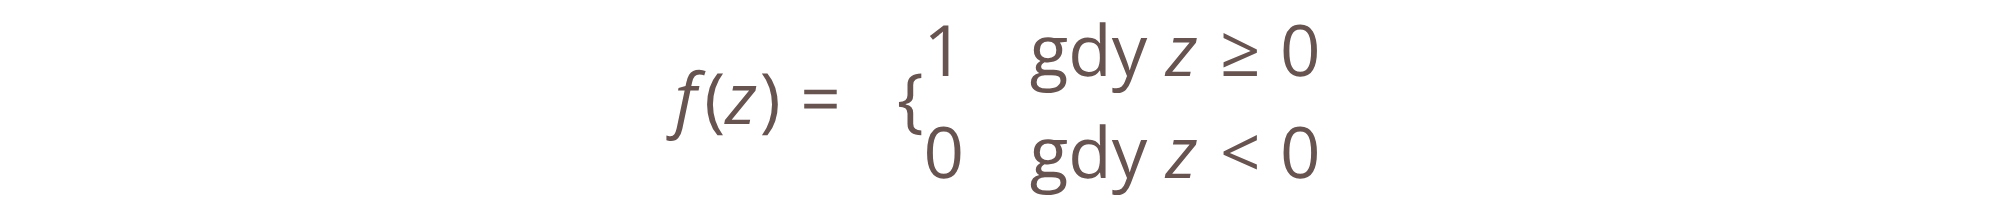 f(z) = {
1 gdy z ≥ 0
0 gdy z < 0